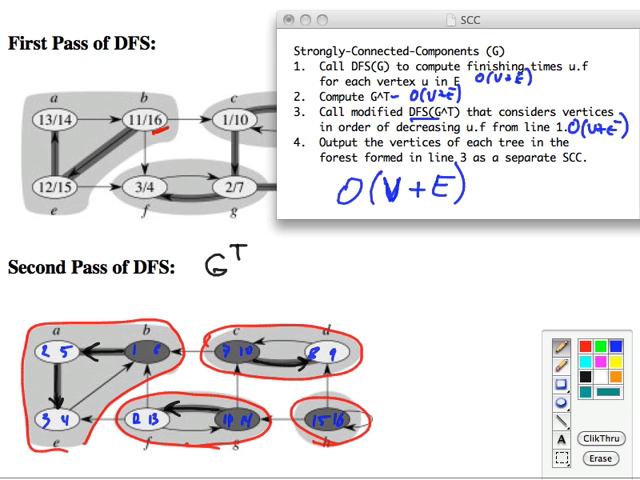 SCC
First Pass of DFS:
Strongly-Connected-Components (G)
1. Call DFS(G) to compute finishing times u.f
for each vertex u in E O(V+E)
2. Compute G^T- O(V+E)
3. Call modified DFS(G^T) that considers vertices
in order of decreasing u.f from line 1. O(V+E)
4. Output the vertices of each tree in the
forest formed in line 3 as a separate SCC.
O(V+E)
a b c
13/14 11/16 1/10
12/15 3/4 2/7
e f g
Second Pass of DFS: G^T
a b c d
2 5 1 6 7 10 8 9
3 4 12 13 11 14 15 16
e f g h
A
ClikThru
Erase